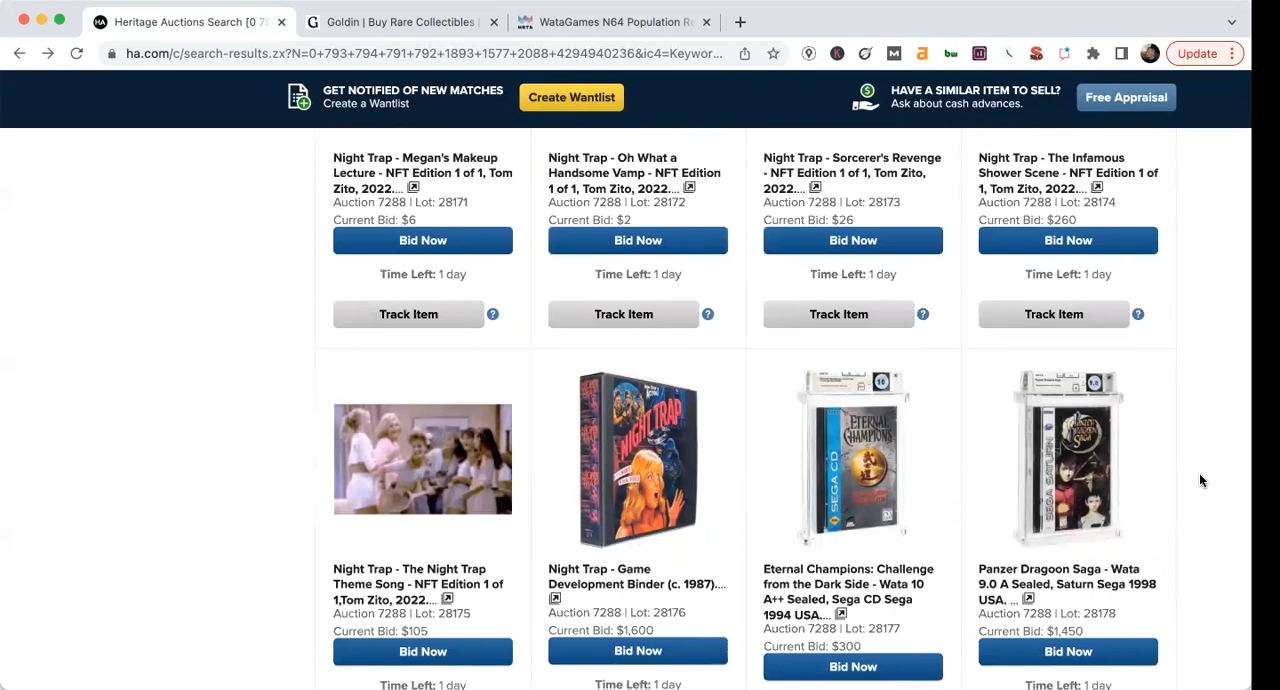 Heritage Auctions Search [0 79
Goldin | Buy Rare Collectibles |
WataGames N64 Population Re
ha.com/c/search-results.zx?N=0+793+794+791+792+1893+1577+2088+4294940236&ic4=Keywor...
Update
GET NOTIFIED OF NEW MATCHES
Create a Wantlist
Create Wantlist
HAVE A SIMILAR ITEM TO SELL?
Ask about cash advances.
Free Appraisal
Night Trap - Megan's Makeup
Lecture - NFT Edition 1 of 1, Tom
Zito, 2022....
Auction 7288 | Lot: 28171
Current Bid: $6
Bid Now
Time Left: 1 day
Track Item
Night Trap - Oh What a
Handsome Vamp - NFT Edition
1 of 1, Tom Zito, 2022....
Auction 7288 | Lot: 28172
Current Bid: $2
Bid Now
Time Left: 1 day
Track Item
Night Trap - Sorcerer's Revenge
- NFT Edition 1 of 1, Tom Zito,
2022....
Auction 7288 | Lot: 28173
Current Bid: $26
Bid Now
Time Left: 1 day
Track Item
Night Trap - The Infamous
Shower Scene - NFT Edition 1 of
1, Tom Zito, 2022....
Auction 7288 | Lot: 28174
Current Bid: $260
Bid Now
Time Left: 1 day
Track Item
Night Trap - The Night Trap
Theme Song - NFT Edition 1 of
1,Tom Zito, 2022....
Auction 7288 | Lot: 28175
Current Bid: $105
Bid Now
Time Left: 1 day
NIGHT TRAP
Night Trap - Game
Development Binder (c. 1987)....
Auction 7288 | Lot: 28176
Current Bid: $1,600
Bid Now
Time Left: 1 day
10
ETERNAL
CHAMPIONS
SEGA CD
Eternal Champions: Challenge
from the Dark Side - Wata 10
A++ Sealed, Sega CD Sega
1994 USA....
Auction 7288 | Lot: 28177
Current Bid: $300
Bid Now
9.0
SEGA SATURN
Panzer Dragoon Saga - Wata
9.0 A Sealed, Saturn Sega 1998
USA. ...
Auction 7288 | Lot: 28178
Current Bid: $1,450
Bid Now
Time Left: 1 day